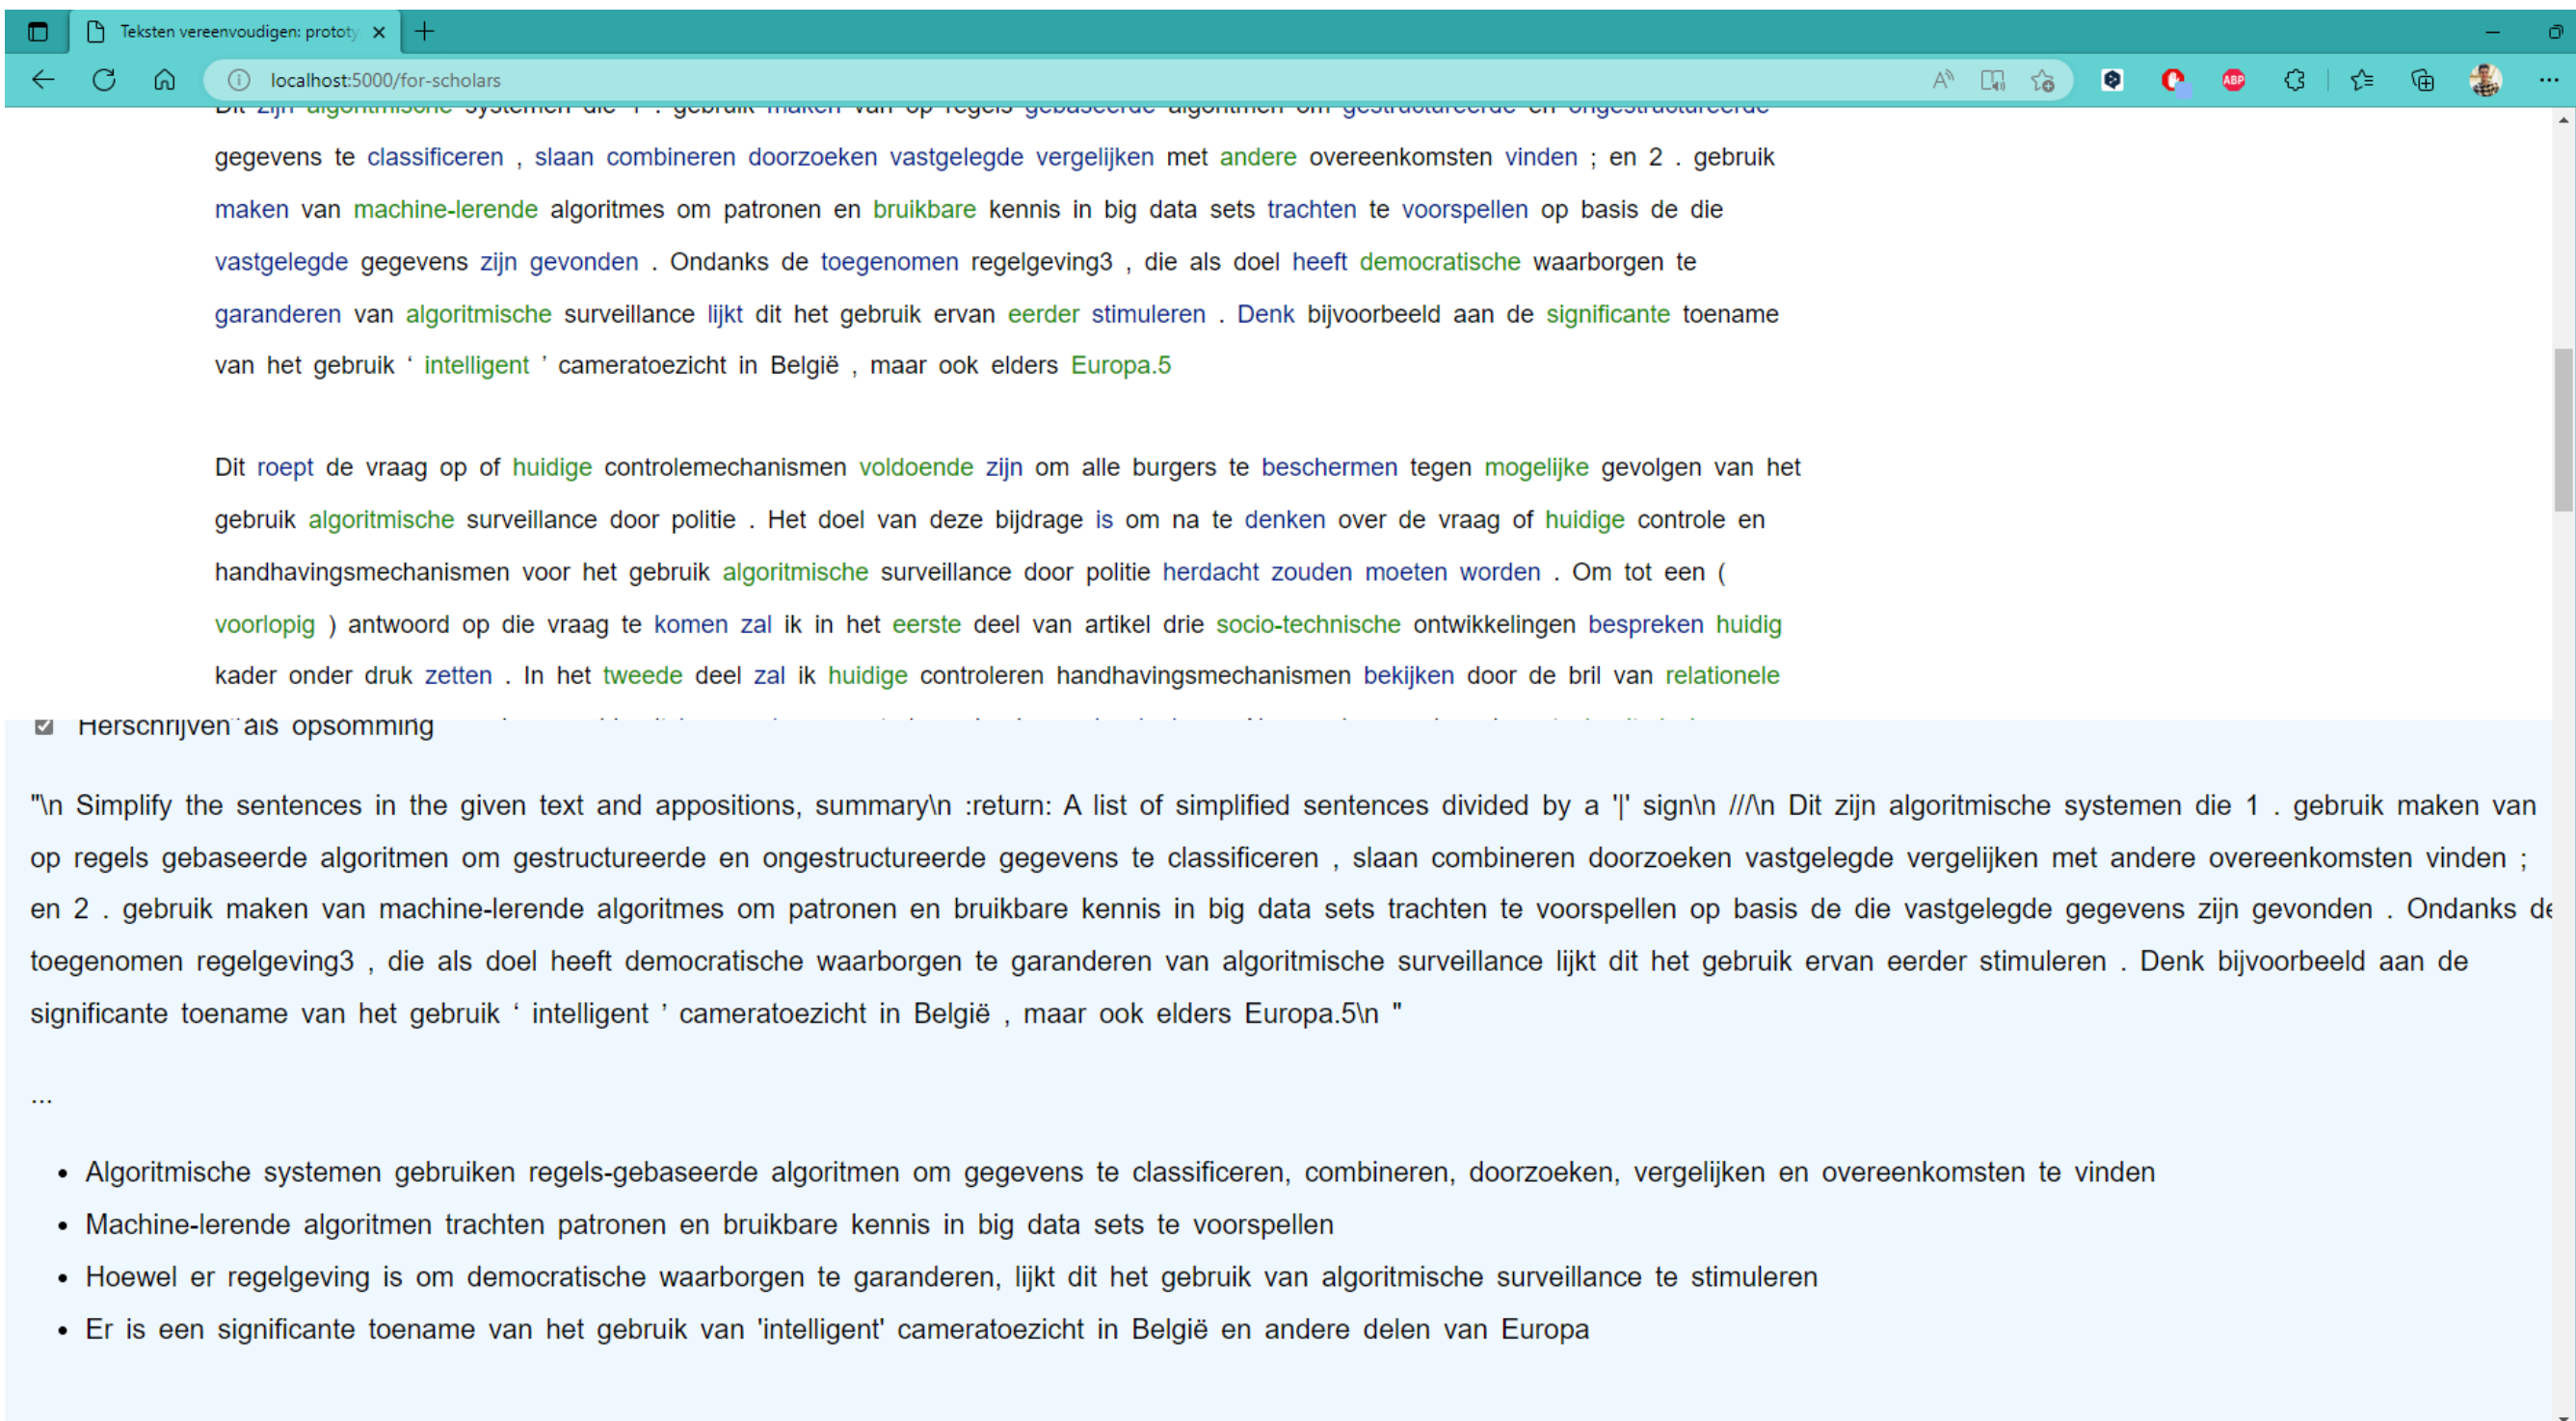 Teksten vereenvoudigen: prototy
localhost:5000/for-scholars
ABP
Dit zijn algoritmische systemen die 1 . gebruik maken van op regels gebaseerde algoritmen om gestructureerde en ongestructureerde
gegevens te classificeren , slaan combineren doorzoeken vastgelegde vergelijken met andere overeenkomsten vinden ; en 2 . gebruik
maken van machine-lerende algoritmes om patronen en bruikbare kennis in big data sets trachten te voorspellen op basis de die
vastgelegde gegevens zijn gevonden . Ondanks de toegenomen regelgeving3 , die als doel heeft democratische waarborgen te
garanderen van algoritmische surveillance lijkt dit het gebruik ervan eerder stimuleren . Denk bijvoorbeeld aan de significante toename
van het gebruik ‘ intelligent ’ cameratoezicht in België , maar ook elders Europa.5
Dit roept de vraag op of huidige controlemechanismen voldoende zijn om alle burgers te beschermen tegen mogelijke gevolgen van het
gebruik algoritmische surveillance door politie . Het doel van deze bijdrage is om na te denken over de vraag of huidige controle en
handhavingsmechanismen voor het gebruik algoritmische surveillance door politie herdacht zouden moeten worden . Om tot een (
voorlopig ) antwoord op die vraag te komen zal ik in het eerste deel van artikel drie socio-technische ontwikkelingen bespreken huidig
kader onder druk zetten . In het tweede deel zal ik huidige controleren handhavingsmechanismen bekijken door de bril van relationele
Herschrijven als opsomming
"\n Simplify the sentences in the given text and appositions, summary\n :return: A list of simplified sentences divided by a '|' sign\n ///\n Dit zijn algoritmische systemen die 1 . gebruik maken van
op regels gebaseerde algoritmen om gestructureerde en ongestructureerde gegevens te classificeren , slaan combineren doorzoeken vastgelegde vergelijken met andere overeenkomsten vinden ;
en 2 . gebruik maken van machine-lerende algoritmes om patronen en bruikbare kennis in big data sets trachten te voorspellen op basis de die vastgelegde gegevens zijn gevonden . Ondanks de
toegenomen regelgeving3 , die als doel heeft democratische waarborgen te garanderen van algoritmische surveillance lijkt dit het gebruik ervan eerder stimuleren . Denk bijvoorbeeld aan de
significante toename van het gebruik ‘ intelligent ’ cameratoezicht in België , maar ook elders Europa.5\n "
...
• Algoritmische systemen gebruiken regels-gebaseerde algoritmen om gegevens te classificeren, combineren, doorzoeken, vergelijken en overeenkomsten te vinden
• Machine-lerende algoritmen trachten patronen en bruikbare kennis in big data sets te voorspellen
• Hoewel er regelgeving is om democratische waarborgen te garanderen, lijkt dit het gebruik van algoritmische surveillance te stimuleren
• Er is een significante toename van het gebruik van 'intelligent' cameratoezicht in België en andere delen van Europa